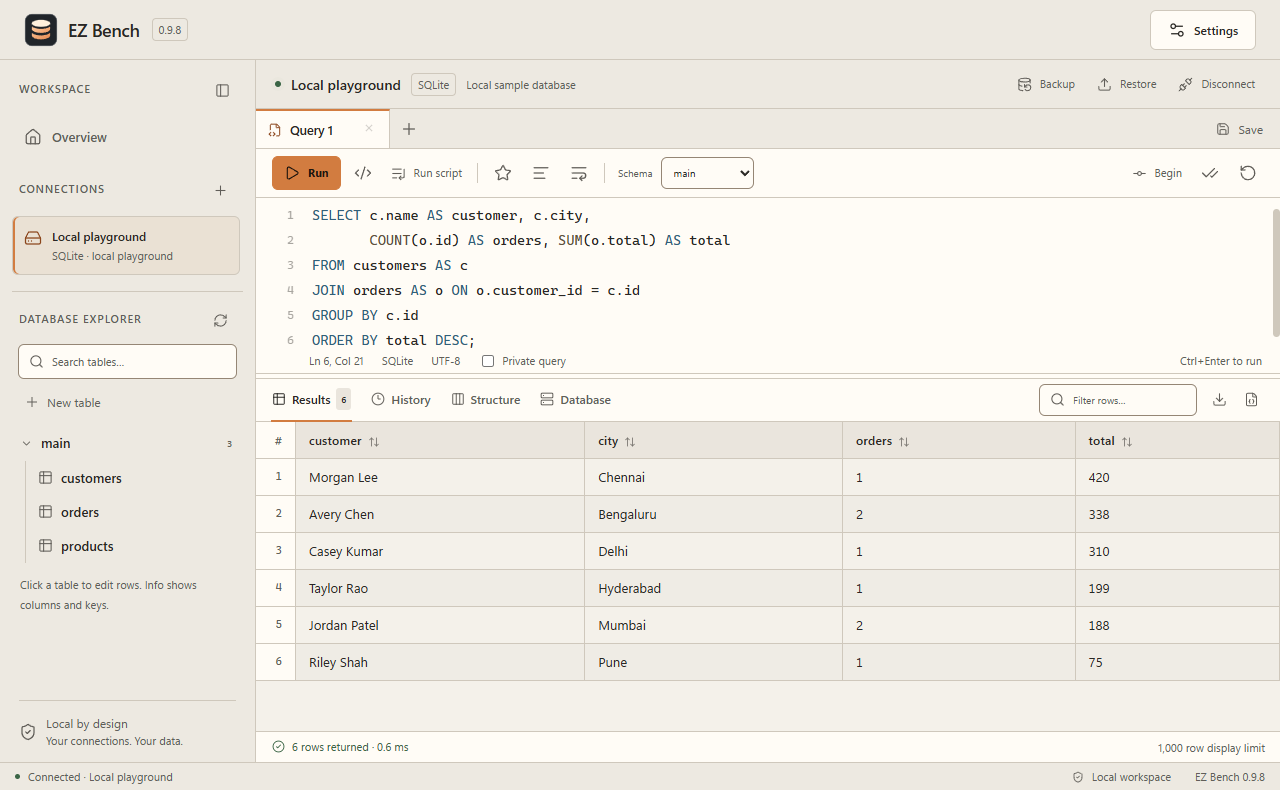 EZ Bench 0.9.8
Settings
WORKSPACE
Overview
CONNECTIONS
Local playground
SQLite · local playground
DATABASE EXPLORER
Search tables...
New table
main 3
customers
orders
products
Click a table to edit rows. Info shows
columns and keys.
Local by design
Your connections. Your data.
Local playground SQLite Local sample database
Backup Restore Disconnect
Query 1
Save
Run Run script Schema main
Begin
1 SELECT c.name AS customer, c.city,
2 COUNT(o.id) AS orders, SUM(o.total) AS total
3 FROM customers AS c
4 JOIN orders AS o ON o.customer_id = c.id
5 GROUP BY c.id
6 ORDER BY total DESC;
Ln 6, Col 21 SQLite UTF-8 Private query
Ctrl+Enter to run
Results 6 History Structure Database
Filter rows...
# customer city orders total
1 Morgan Lee Chennai 1 420
2 Avery Chen Bengaluru 2 338
3 Casey Kumar Delhi 1 310
4 Taylor Rao Hyderabad 1 199
5 Jordan Patel Mumbai 2 188
6 Riley Shah Pune 1 75
6 rows returned · 0.6 ms
1,000 row display limit
Connected · Local playground
Local workspace EZ Bench 0.9.8